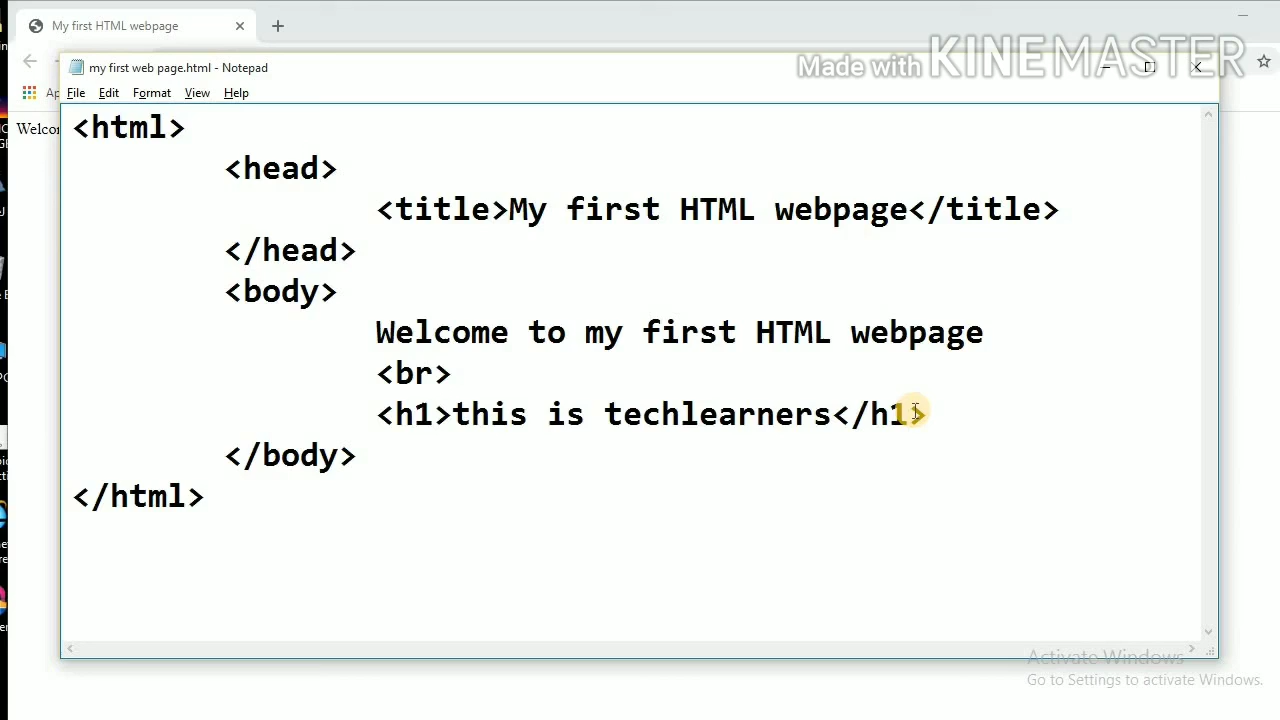 My first HTML webpage
Made with KINEMASTER
my first web page.html - Notepad
File Edit Format View Help
<html>
<head>
<title>My first HTML webpage</title>
</head>
<body>
Welcome to my first HTML webpage
<br>
<h1>this is techlearners</h1>
</body>
</html>
Activate Windows
Go to Settings to activate Windows.